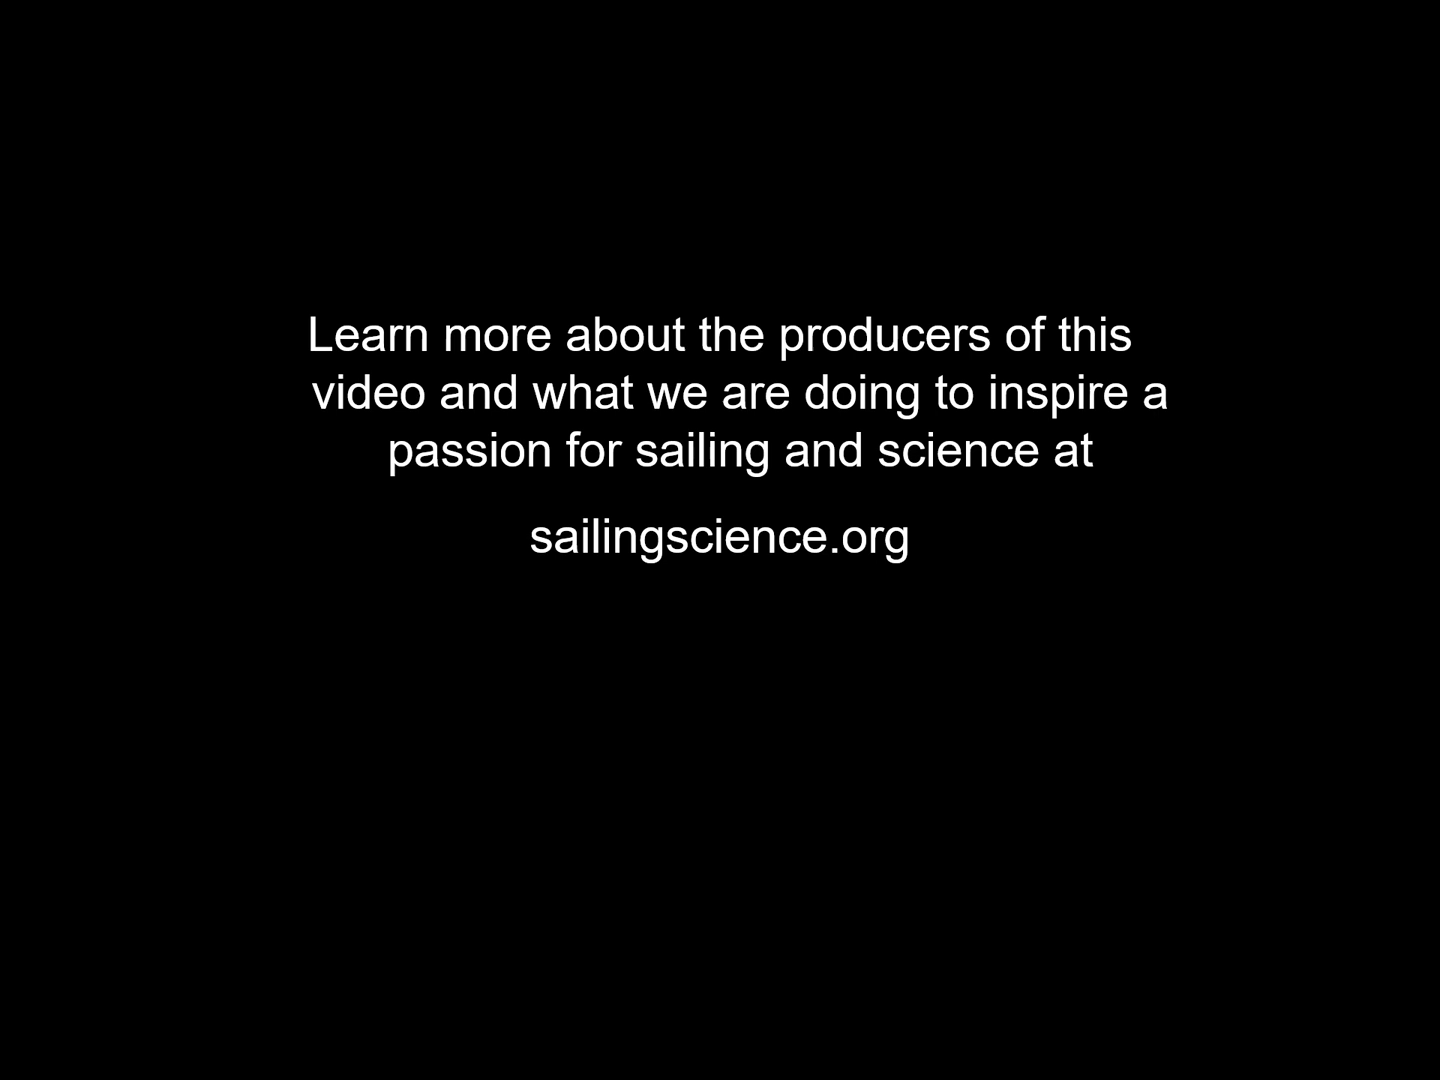 Learn more about the producers of this
video and what we are doing to inspire a
passion for sailing and science at
sailingscience.org